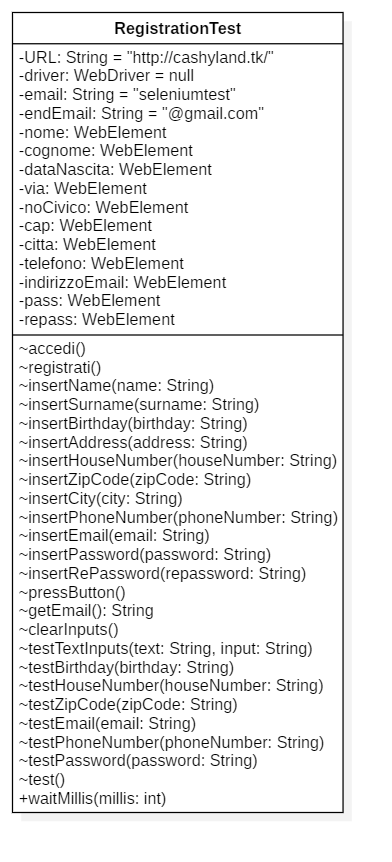 RegistrationTest
-URL: String = "http://cashyland.tk/"
-driver: WebDriver = null
-email: String = "seleniumtest"
-endEmail: String = "@gmail.com"
-nome: WebElement
-cognome: WebElement
-dataNascita: WebElement
-via: WebElement
-noCivico: WebElement
-cap: WebElement
-citta: WebElement
-telefono: WebElement
-indirizzoEmail: WebElement
-pass: WebElement
-repass: WebElement
~accedi()
~registrati()
~insertName(name: String)
~insertSurname(surname: String)
~insertBirthday(birthday: String)
~insertAddress(address: String)
~insertHouseNumber(houseNumber: String)
~insertZipCode(zipCode: String)
~insertCity(city: String)
~insertPhoneNumber(phoneNumber: String)
~insertEmail(email: String)
~insertPassword(password: String)
~insertRePassword(repassword: String)
~pressButton()
~getEmail(): String
~clearInputs()
~testTextInputs(text: String, input: String)
~testBirthday(birthday: String)
~testHouseNumber(houseNumber: String)
~testZipCode(zipCode: String)
~testEmail(email: String)
~testPhoneNumber(phoneNumber: String)
~testPassword(password: String)
~test()
+waitMillis(millis: int)